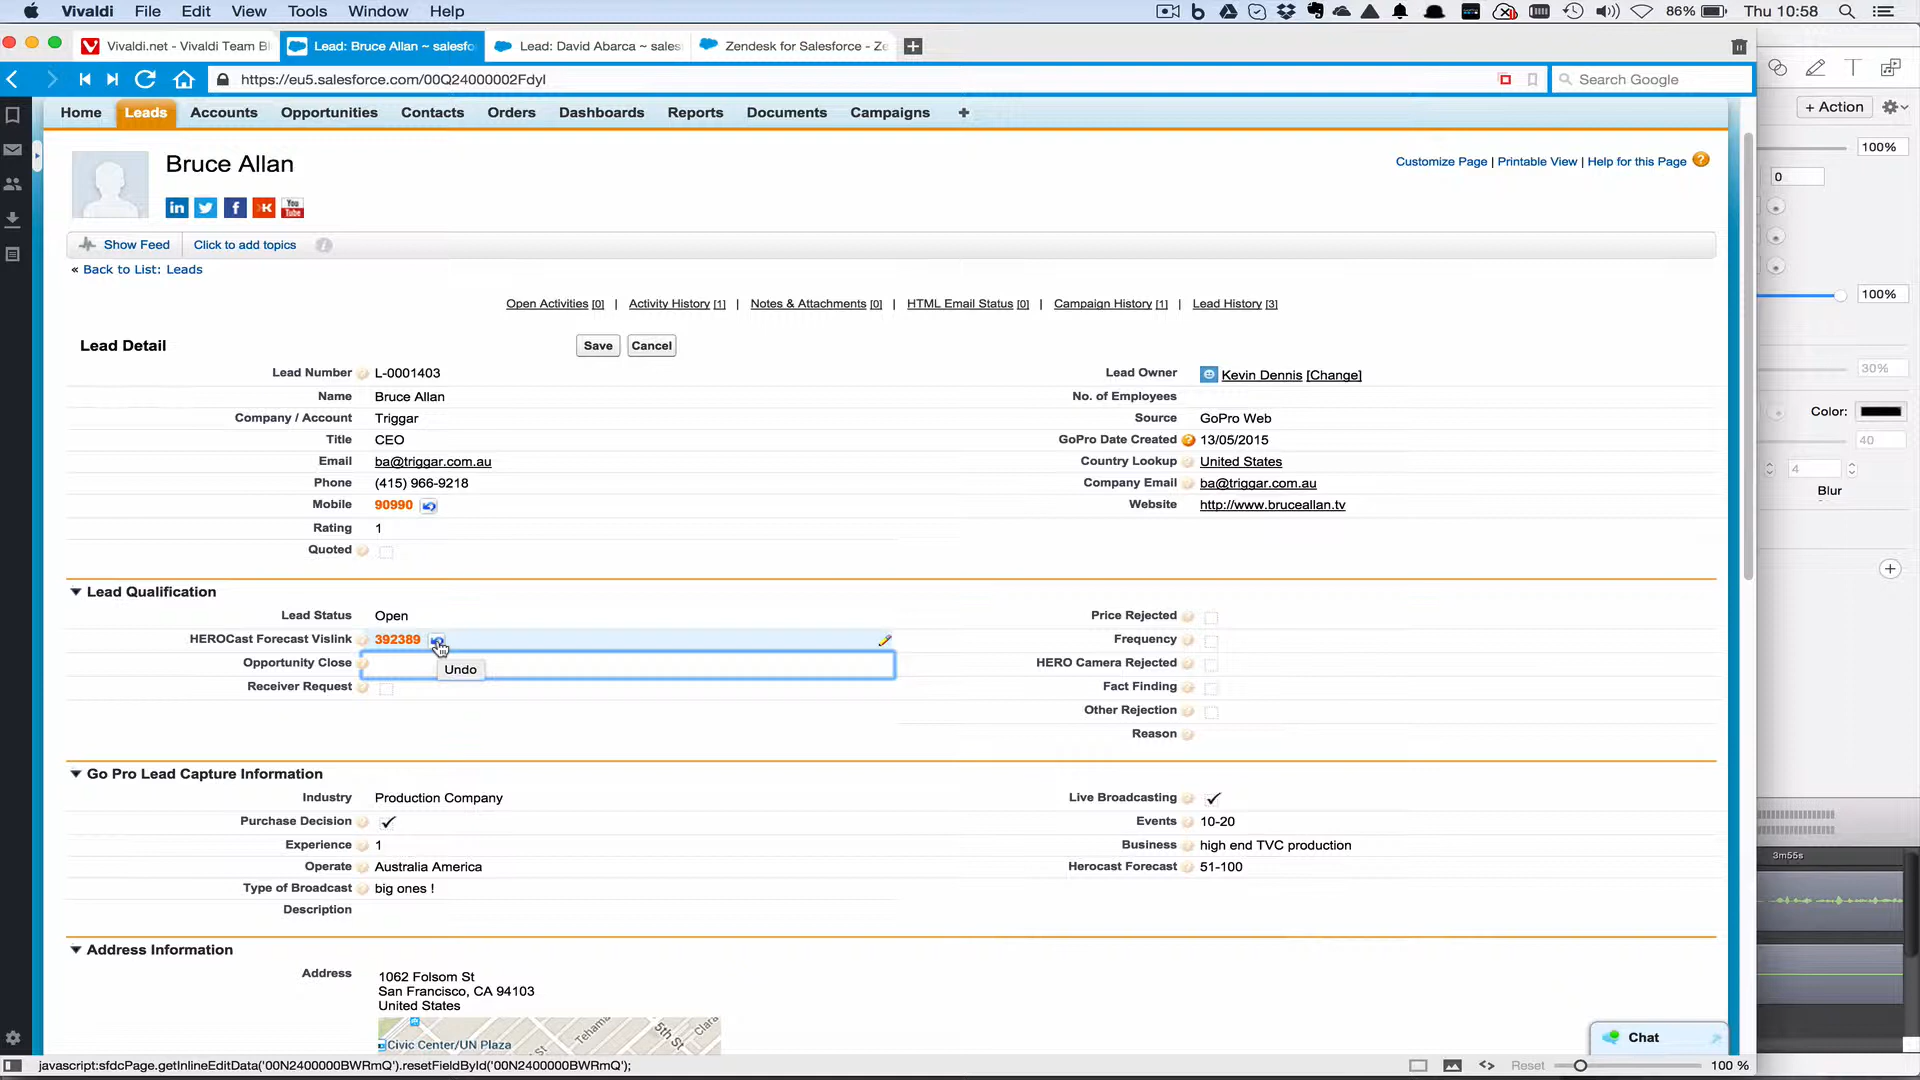 Vivaldi File Edit View Tools Window Help 86% Thu 10:58
Vivaldi.net - Vivaldi Team Bl
Lead: Bruce Allan ~ salesfo
Lead: David Abarca ~ sales
Zendesk for Salesforce - Ze
https://eu5.salesforce.com/00Q24000002FdyI
Search Google
Home Leads Accounts Opportunities Contacts Orders Dashboards Reports Documents Campaigns +
+ Action
100%
0
Bruce Allan
Customize Page | Printable View | Help for this Page
in You Tube
Show Feed Click to add topics
« Back to List: Leads
100%
Open Activities [0] | Activity History [1] | Notes & Attachments [0] | HTML Email Status [0] | Campaign History [1] | Lead History [3]
Lead Detail Save Cancel
30%
Lead Number L-0001403
Lead Owner Kevin Dennis [Change]
Name Bruce Allan
No. of Employees
Company / Account Triggar
Source GoPro Web
Color:
Title CEO
GoPro Date Created 13/05/2015
40
Email ba@triggar.com.au
Country Lookup United States
4
Phone (415) 966-9218
Company Email ba@triggar.com.au
Blur
Mobile 90990
Website http://www.bruceallan.tv
Rating 1
Quoted
Lead Qualification
Lead Status Open
Price Rejected
HEROCast Forecast Vislink 392389
Frequency
Opportunity Close
Undo
HERO Camera Rejected
Receiver Request
Fact Finding
Other Rejection
Reason
Go Pro Lead Capture Information
Industry Production Company
Live Broadcasting
Purchase Decision
Events 10-20
Experience 1
Business high end TVC production
Operate Australia America
Herocast Forecast 51-100
3m55s
Type of Broadcast big ones !
Description
Address Information
Address 1062 Folsom St
San Francisco, CA 94103
United States
Tehama
5th St
Clara
Civic Center/UN Plaza
Chat
javascript:sfdcPage.getInlineEditData('00N2400000BWRmQ').resetFieldById('00N2400000BWRmQ');
Reset 100 %